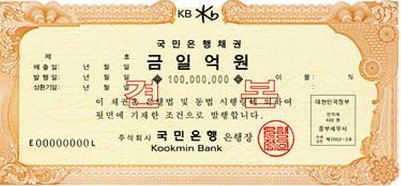 KB
국민은행채권
금일억원
제 호
매출일: 년 월 일
발행일: 년 월 일
상환기일: 년 월 일
100,000,000
이 율: %
견 본
이 채권은 은행법 및 동법 시행령에 의하여
뒷면에 기재한 조건으로 발행합니다.
주식회사 국민은행 은행장
Kookmin Bank
E00000000L
대한민국정부
인지세
400 원